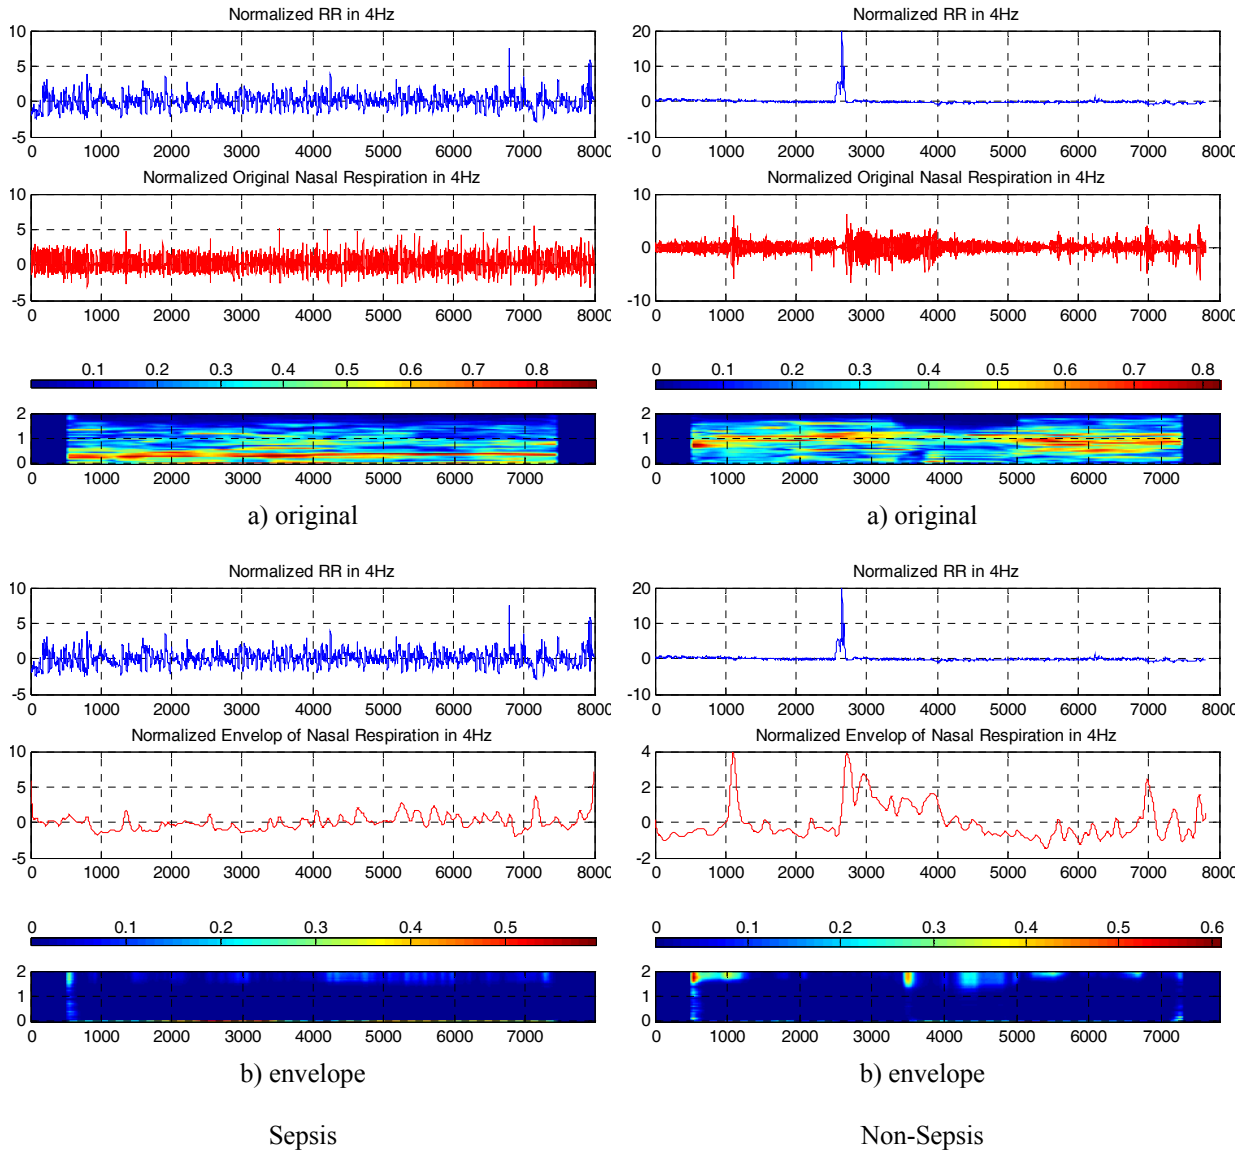 Normalized RR in 4Hz
10
5
0
-5
0 1000 2000 3000 4000 5000 6000 7000 8000
Normalized Original Nasal Respiration in 4Hz
10
5
0
-5
0 1000 2000 3000 4000 5000 6000 7000 8000
0.1 0.2 0.3 0.4 0.5 0.6 0.7 0.8
2
1
0
0 1000 2000 3000 4000 5000 6000 7000
a) original
Normalized RR in 4Hz
20
10
0
-10
0 1000 2000 3000 4000 5000 6000 7000 8000
Normalized Original Nasal Respiration in 4Hz
10
0
-10
0 1000 2000 3000 4000 5000 6000 7000 8000
0 0.1 0.2 0.3 0.4 0.5 0.6 0.7 0.8
2
1
0
0 1000 2000 3000 4000 5000 6000 7000
a) original
Normalized RR in 4Hz
10
5
0
-5
0 1000 2000 3000 4000 5000 6000 7000 8000
Normalized Envelop of Nasal Respiration in 4Hz
10
5
0
-5
0 1000 2000 3000 4000 5000 6000 7000 8000
0 0.1 0.2 0.3 0.4 0.5
2
1
0
0 1000 2000 3000 4000 5000 6000 7000
b) envelope
Sepsis
Normalized RR in 4Hz
20
10
0
-10
0 1000 2000 3000 4000 5000 6000 7000 8000
Normalized Envelop of Nasal Respiration in 4Hz
4
2
0
-2
0 1000 2000 3000 4000 5000 6000 7000 8000
0 0.1 0.2 0.3 0.4 0.5 0.6
2
1
0
0 1000 2000 3000 4000 5000 6000 7000
b) envelope
Non-Sepsis